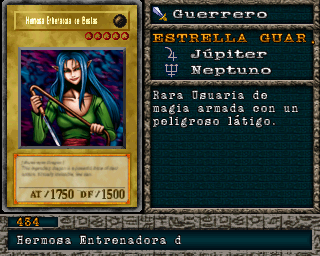 Hermosa Entrenadora de Bestias
Guerrero
ESTRELLA GUAR.
Júpiter
Neptuno
Rara Usuaria de
magia armada con un
peligroso látigo.
AT/1750 DF/1500
434
Hermosa Entrenadora d